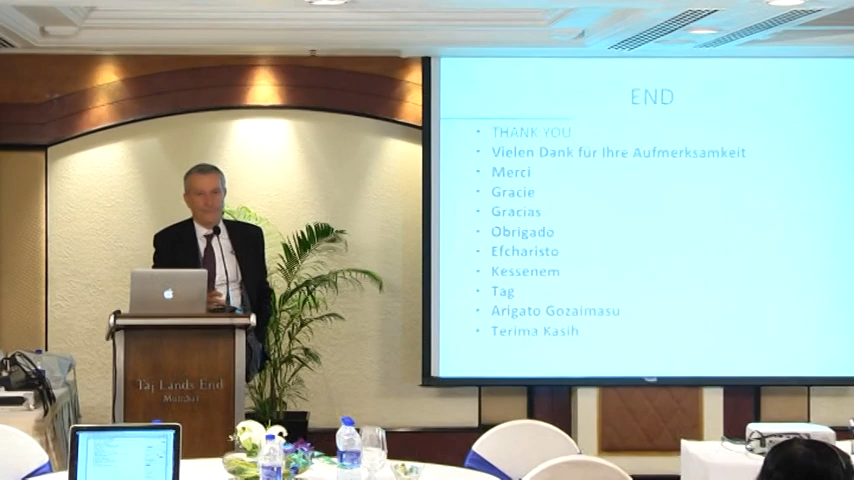 END
THANK YOU
Vielen Dank für Ihre Aufmerksamkeit
Merci
Gracie
Gracias
Obrigado
Efcharisto
Kessenem
Tag
Arigato Gozaimasu
Terima Kasih
Taj Lands End
Mumbai